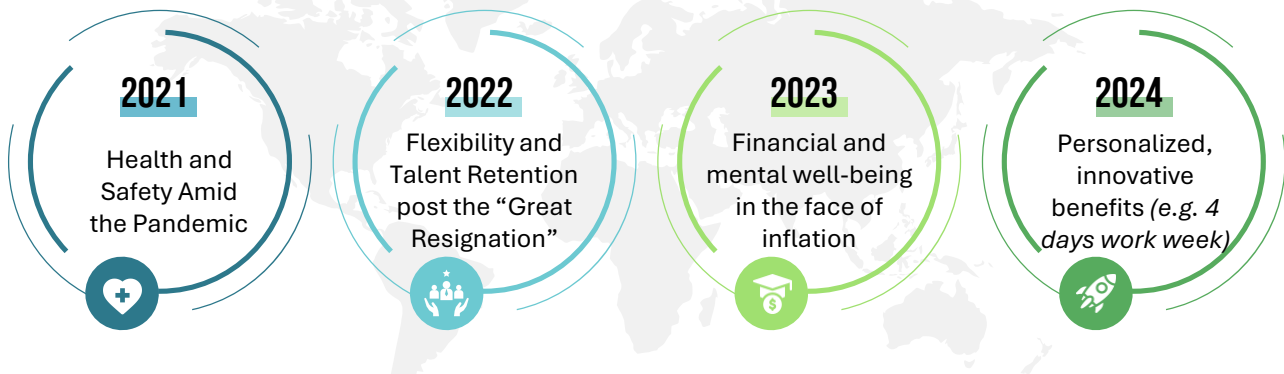 2021
Health and
Safety Amid
the Pandemic
2022
Flexibility and
Talent Retention
post the “Great
Resignation”
2023
Financial and
mental well-being
in the face of
inflation
$
2024
Personalized,
innovative
benefits (e.g. 4
days work week)